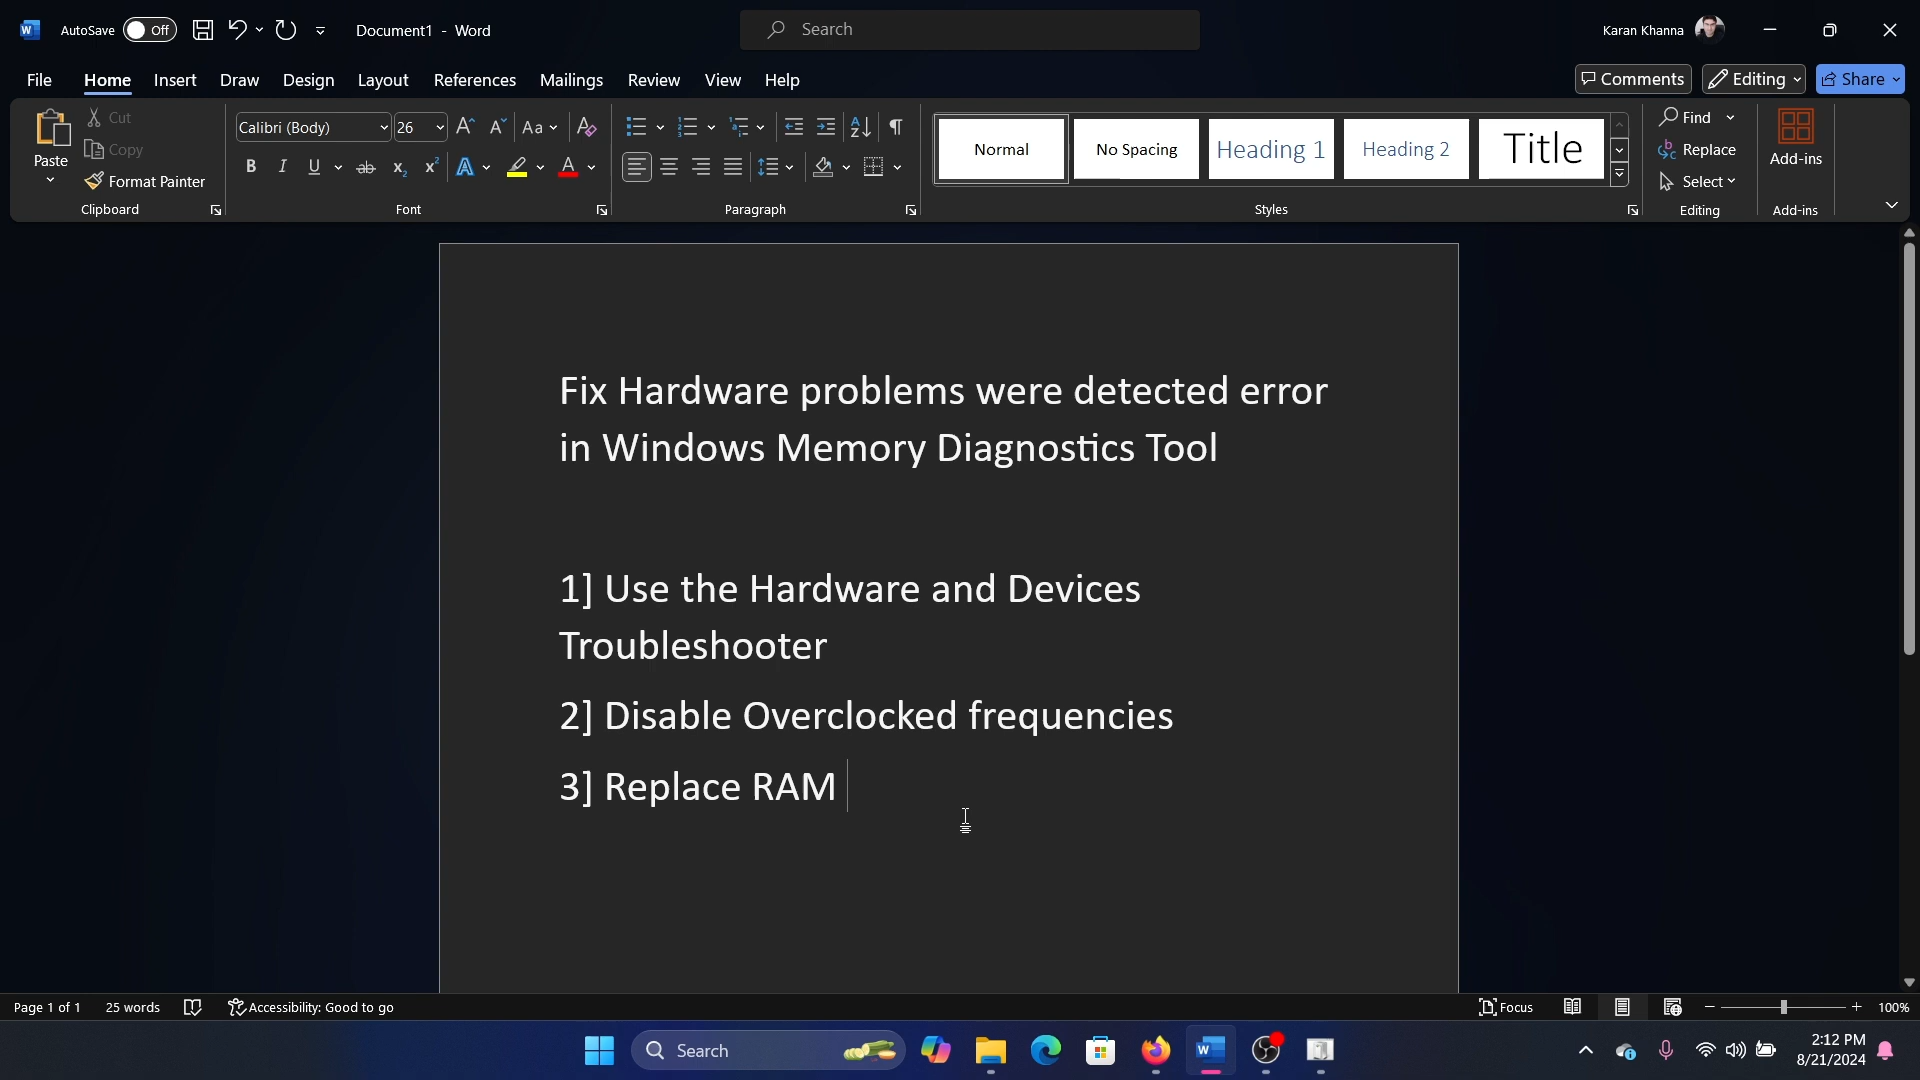 AutoSave Off Document1 - Word Search Karan Khanna
File Home Insert Draw Design Layout References Mailings Review View Help Comments Editing Share
Paste Cut Copy Format Painter Clipboard
Calibri (Body) 26 Aa B I U ab x₂ x² A A Font
Paragraph
Normal No Spacing Heading 1 Heading 2 Title Styles
Find Replace Select Editing
Add-ins Add-ins
Fix Hardware problems were detected error
in Windows Memory Diagnostics Tool
1] Use the Hardware and Devices
Troubleshooter
2] Disable Overclocked frequencies
3] Replace RAM
Page 1 of 1 25 words Accessibility: Good to go Focus 100%
Search 2:12 PM
8/21/2024